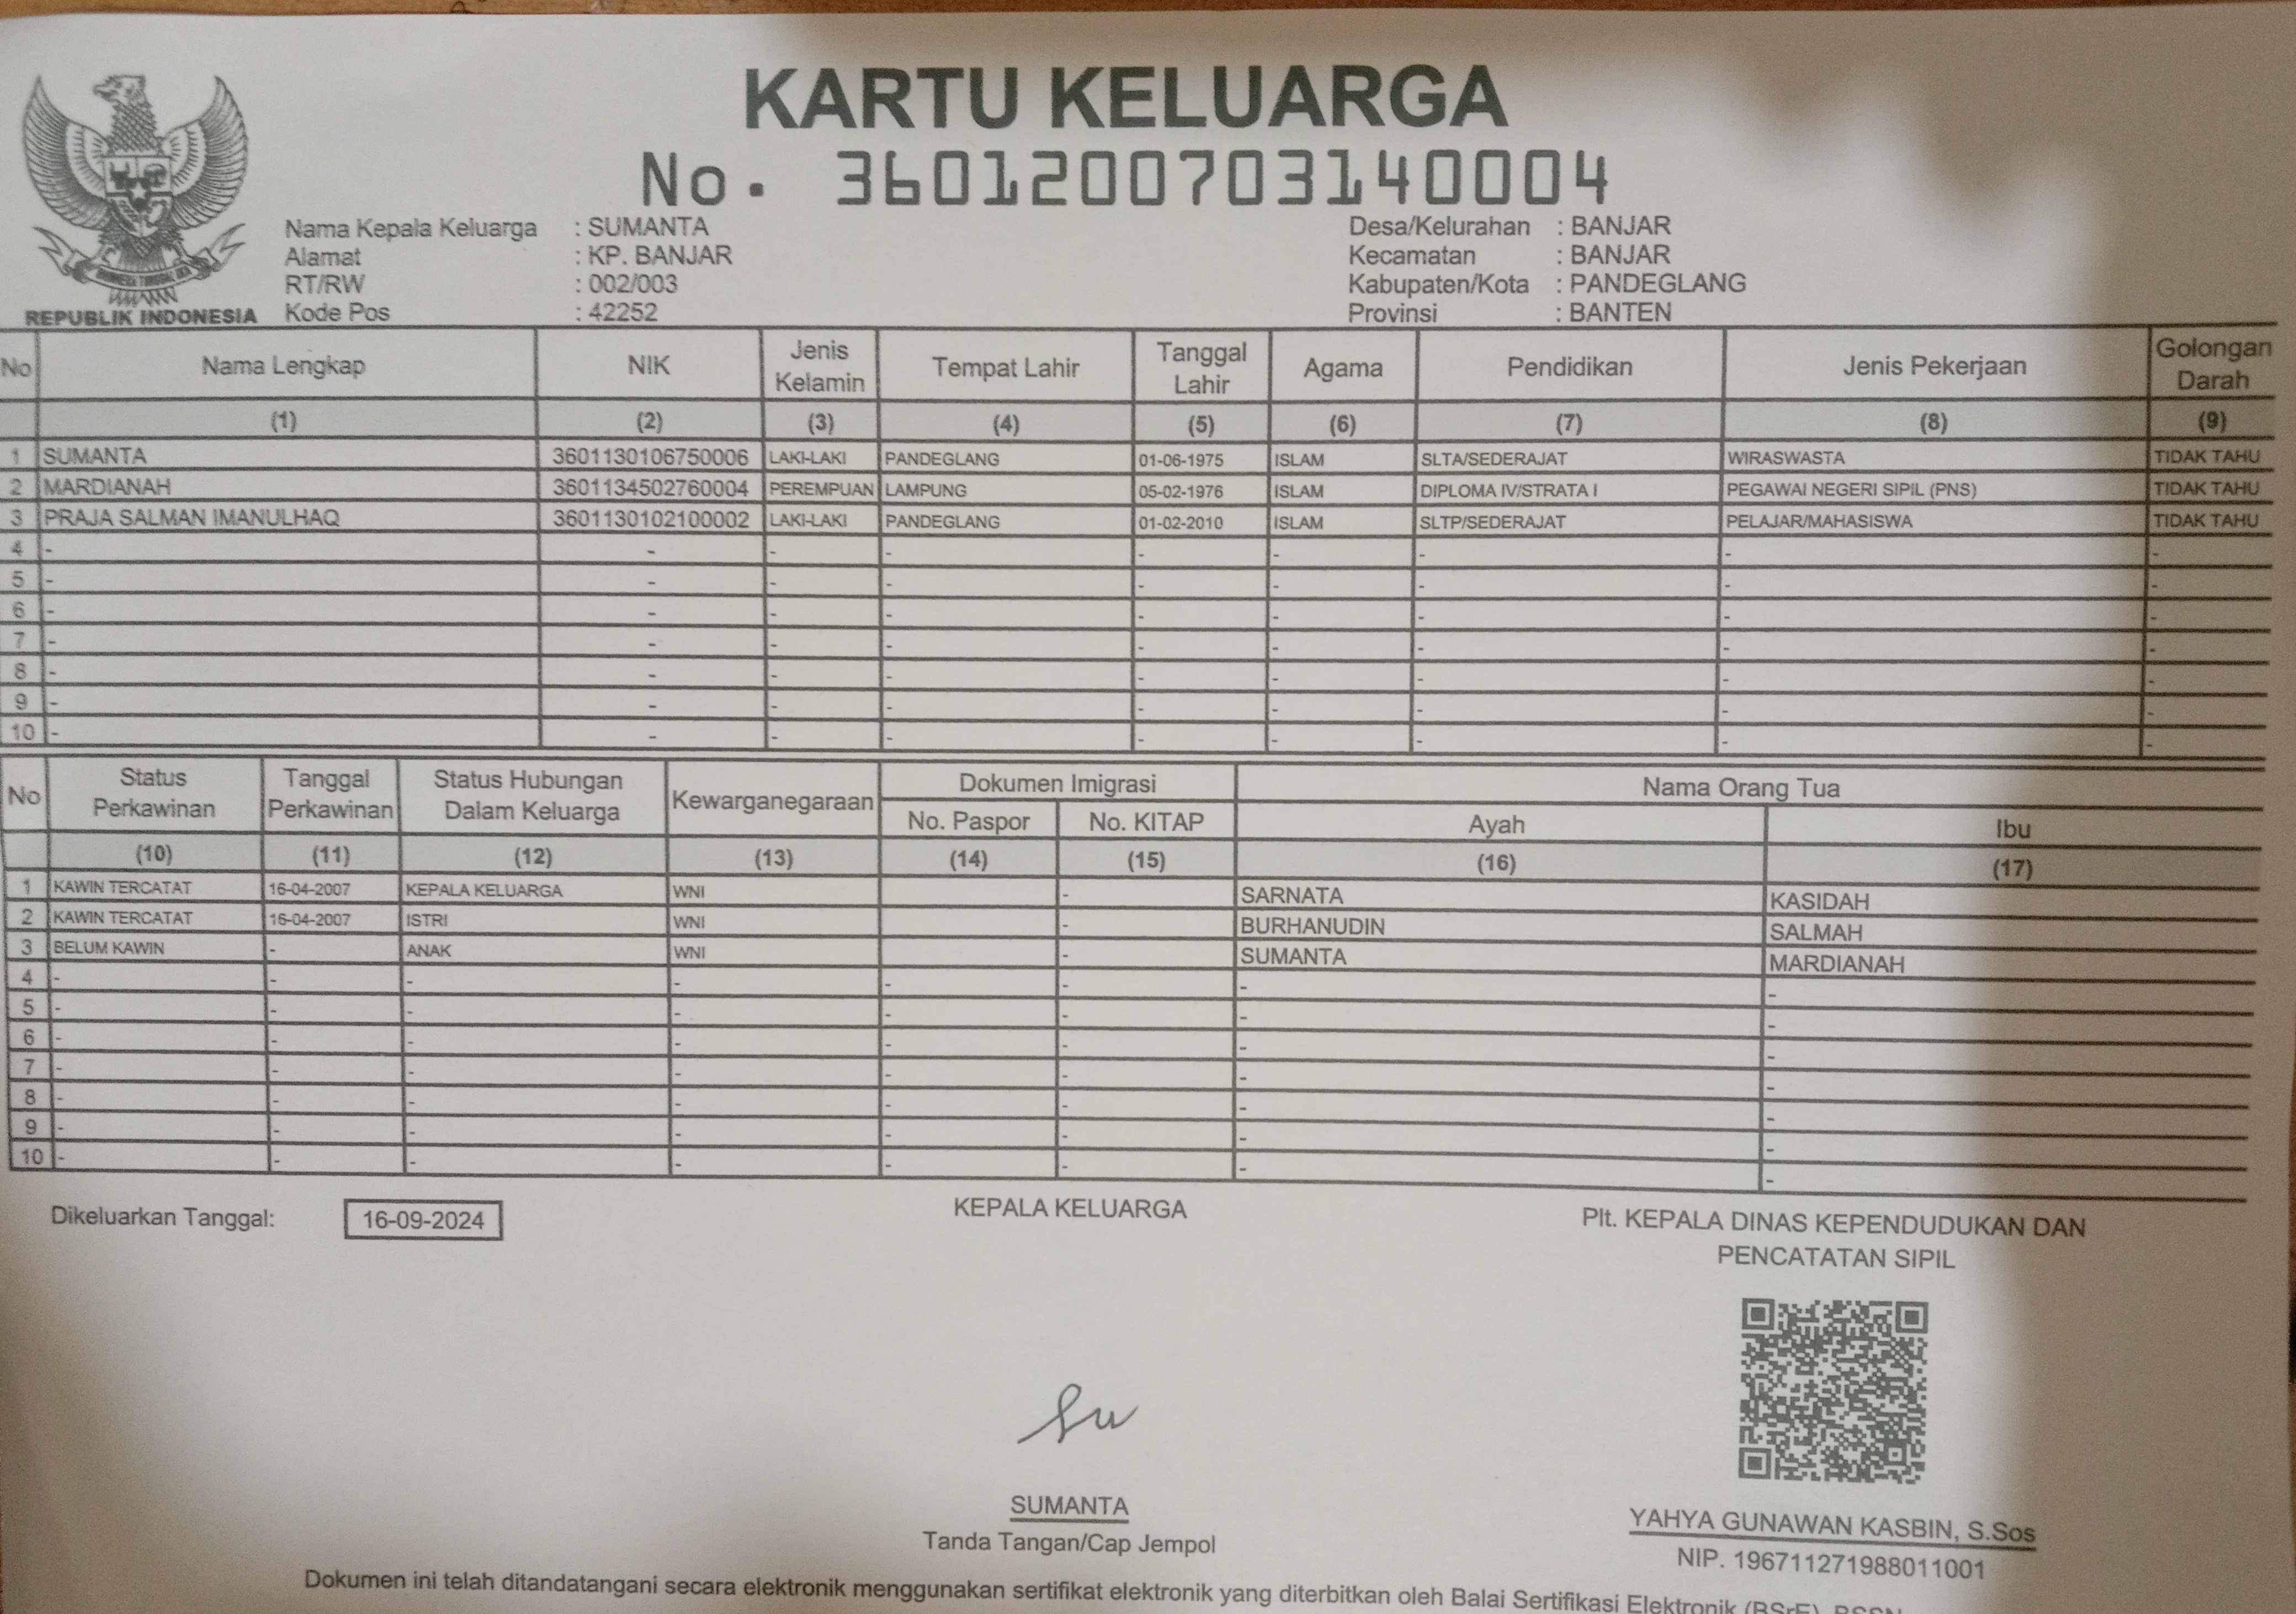 KARTU KELUARGA
No. 3601200703140004
REPUBLIK INDONESIA
Nama Kepala Keluarga : SUMANTA
Alamat : KP. BANJAR
RT/RW : 002/003
Kode Pos : 42252
Desa/Kelurahan : BANJAR
Kecamatan : BANJAR
Kabupaten/Kota : PANDEGLANG
Provinsi : BANTEN
No Nama Lengkap NIK Jenis Kelamin Tempat Lahir Tanggal Lahir Agama Pendidikan Jenis Pekerjaan Golongan Darah
(1) (2) (3) (4) (5) (6) (7) (8) (9)
1 SUMANTA 3601130106750006 LAKI-LAKI PANDEGLANG 01-06-1975 ISLAM SLTA/SEDERAJAT WIRASWASTA TIDAK TAHU
2 MARDIANAH 3601134502760004 PEREMPUAN LAMPUNG 05-02-1976 ISLAM DIPLOMA IV/STRATA I PEGAWAI NEGERI SIPIL (PNS) TIDAK TAHU
3 PRAJA SALMAN IMANULHAQ 3601130102100002 LAKI-LAKI PANDEGLANG 01-02-2010 ISLAM SLTP/SEDERAJAT PELAJAR/MAHASISWA TIDAK TAHU
4 - - - - - - - - -
5 - - - - - - - - -
6 - - - - - - - - -
7 - - - - - - - - -
8 - - - - - - - - -
9 - - - - - - - - -
10 - - - - - - - - -
No Status Perkawinan Tanggal Perkawinan Status Hubungan Dalam Keluarga Kewarganegaraan Dokumen Imigrasi Nama Orang Tua
No. Paspor No. KITAP Ayah Ibu
(10) (11) (12) (13) (14) (15) (16) (17)
1 KAWIN TERCATAT 16-04-2007 KEPALA KELUARGA WNI - SARNATA KASIDAH
2 KAWIN TERCATAT 16-04-2007 ISTRI WNI - BURHANUDIN SALMAH
3 BELUM KAWIN - ANAK WNI - SUMANTA MARDIANAH
4 - - - - - - - -
5 - - - - - - - -
6 - - - - - - - -
7 - - - - - - - -
8 - - - - - - - -
9 - - - - - - - -
10 - - - - - - - -
Dikeluarkan Tanggal: 16-09-2024
KEPALA KELUARGA
SUMANTA
Tanda Tangan/Cap Jempol
Plt. KEPALA DINAS KEPENDUDUKAN DAN
PENCATATAN SIPIL
YAHYA GUNAWAN KASBIN, S.Sos
NIP. 196711271988011001
Dokumen ini telah ditandatangani secara elektronik menggunakan sertifikat elektronik yang diterbitkan oleh Balai Sertifikasi Elektronik (BSrE), BSSN